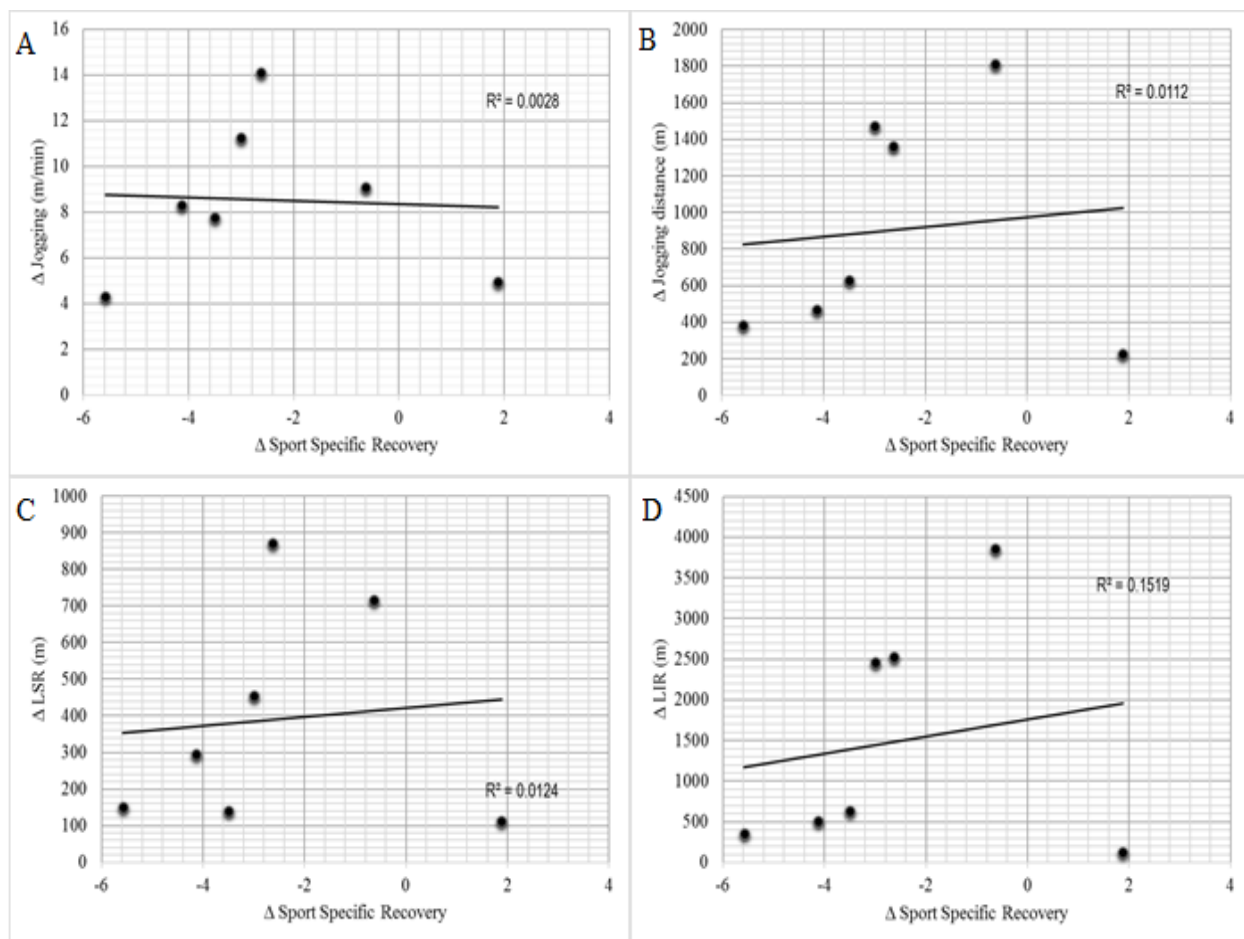 A
16
14
12
10
8
6
4
2
0
Δ Jogging (m/min)
R² = 0.0028
-6 -4 -2 0 2 4
Δ Sport Specific Recovery
B
2000
1800
1600
1400
1200
1000
800
600
400
200
0
Δ Jogging distance (m)
R² = 0.0112
-6 -4 -2 0 2 4
Δ Sport Specific Recovery
C
1000
900
800
700
600
500
400
300
200
100
0
Δ LSR (m)
R² = 0.0124
-6 -4 -2 0 2 4
Δ Sport Specific Recovery
D
4500
4000
3500
3000
2500
2000
1500
1000
500
0
Δ LIR (m)
R² = 0.1519
-6 -4 -2 0 2 4
Δ Sport Specific Recovery